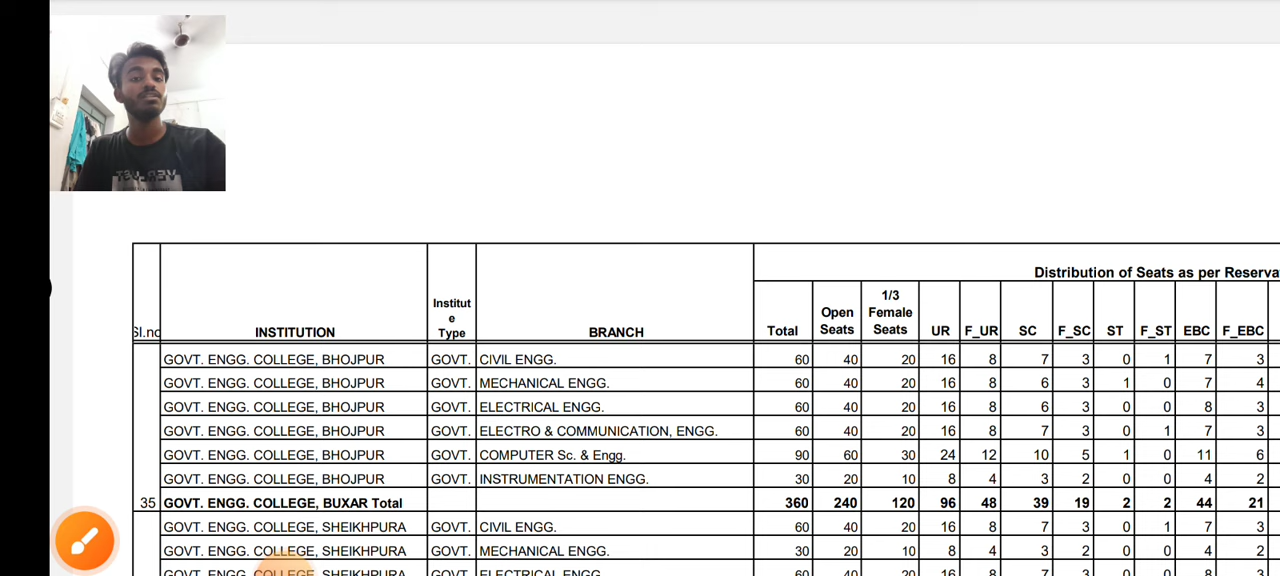 Distribution of Seats as per Reserva
Sl.no INSTITUTION Institut e Type BRANCH Total Open Seats 1/3 Female Seats UR F_UR SC F_SC ST F_ST EBC F_EBC
GOVT. ENGG. COLLEGE, BHOJPUR GOVT. CIVIL ENGG. 60 40 20 16 8 7 3 0 1 7 3
GOVT. ENGG. COLLEGE, BHOJPUR GOVT. MECHANICAL ENGG. 60 40 20 16 8 6 3 1 0 7 4
GOVT. ENGG. COLLEGE, BHOJPUR GOVT. ELECTRICAL ENGG. 60 40 20 16 8 6 3 0 0 8 3
GOVT. ENGG. COLLEGE, BHOJPUR GOVT. ELECTRO & COMMUNICATION, ENGG. 60 40 20 16 8 7 3 0 1 7 3
GOVT. ENGG. COLLEGE, BHOJPUR GOVT. COMPUTER Sc. & Engg. 90 60 30 24 12 10 5 1 0 11 6
GOVT. ENGG. COLLEGE, BHOJPUR GOVT. INSTRUMENTATION ENGG. 30 20 10 8 4 3 2 0 0 4 2
35 GOVT. ENGG. COLLEGE, BUXAR Total 360 240 120 96 48 39 19 2 2 44 21
GOVT. ENGG. COLLEGE, SHEIKHPURA GOVT. CIVIL ENGG. 60 40 20 16 8 7 3 0 1 7 3
GOVT. ENGG. COLLEGE, SHEIKHPURA GOVT. MECHANICAL ENGG. 30 20 10 8 4 3 2 0 0 4 2
GOVT. ENGG. COLLEGE, SHEIKHPURA GOVT. ELECTRICAL ENGG. 60 40 20 16 8 7 3 0 0 8 3